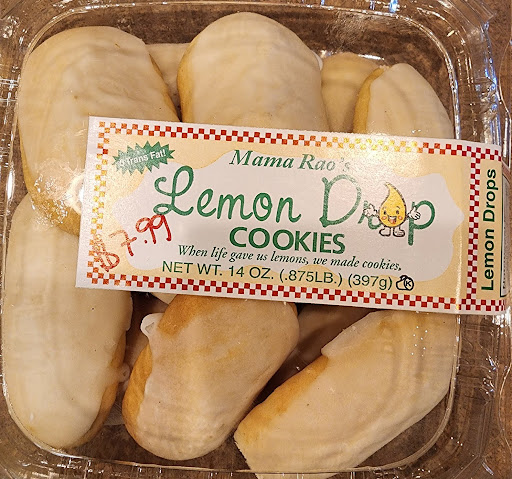 0 Trans Fat!
Mama Rao's
Lemon Drop
COOKIES
$7.99
When life gave us lemons, we made cookies.
NET WT. 14 OZ. (.875LB.) (397g) K
Lemon Drops